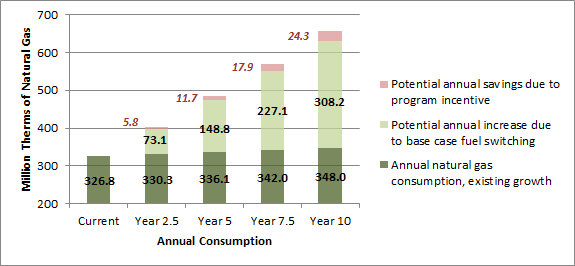 Million Therms of Natural Gas
700
600
500
400
300
200
24.3
17.9
11.7
5.8
308.2
227.1
148.8
73.1
326.8
330.3
336.1
342.0
348.0
Current
Year 2.5
Year 5
Year 7.5
Year 10
Annual Consumption
Potential annual savings due to
program incentive
Potential annual increase due
to base case fuel switching
Annual natural gas
consumption, existing growth